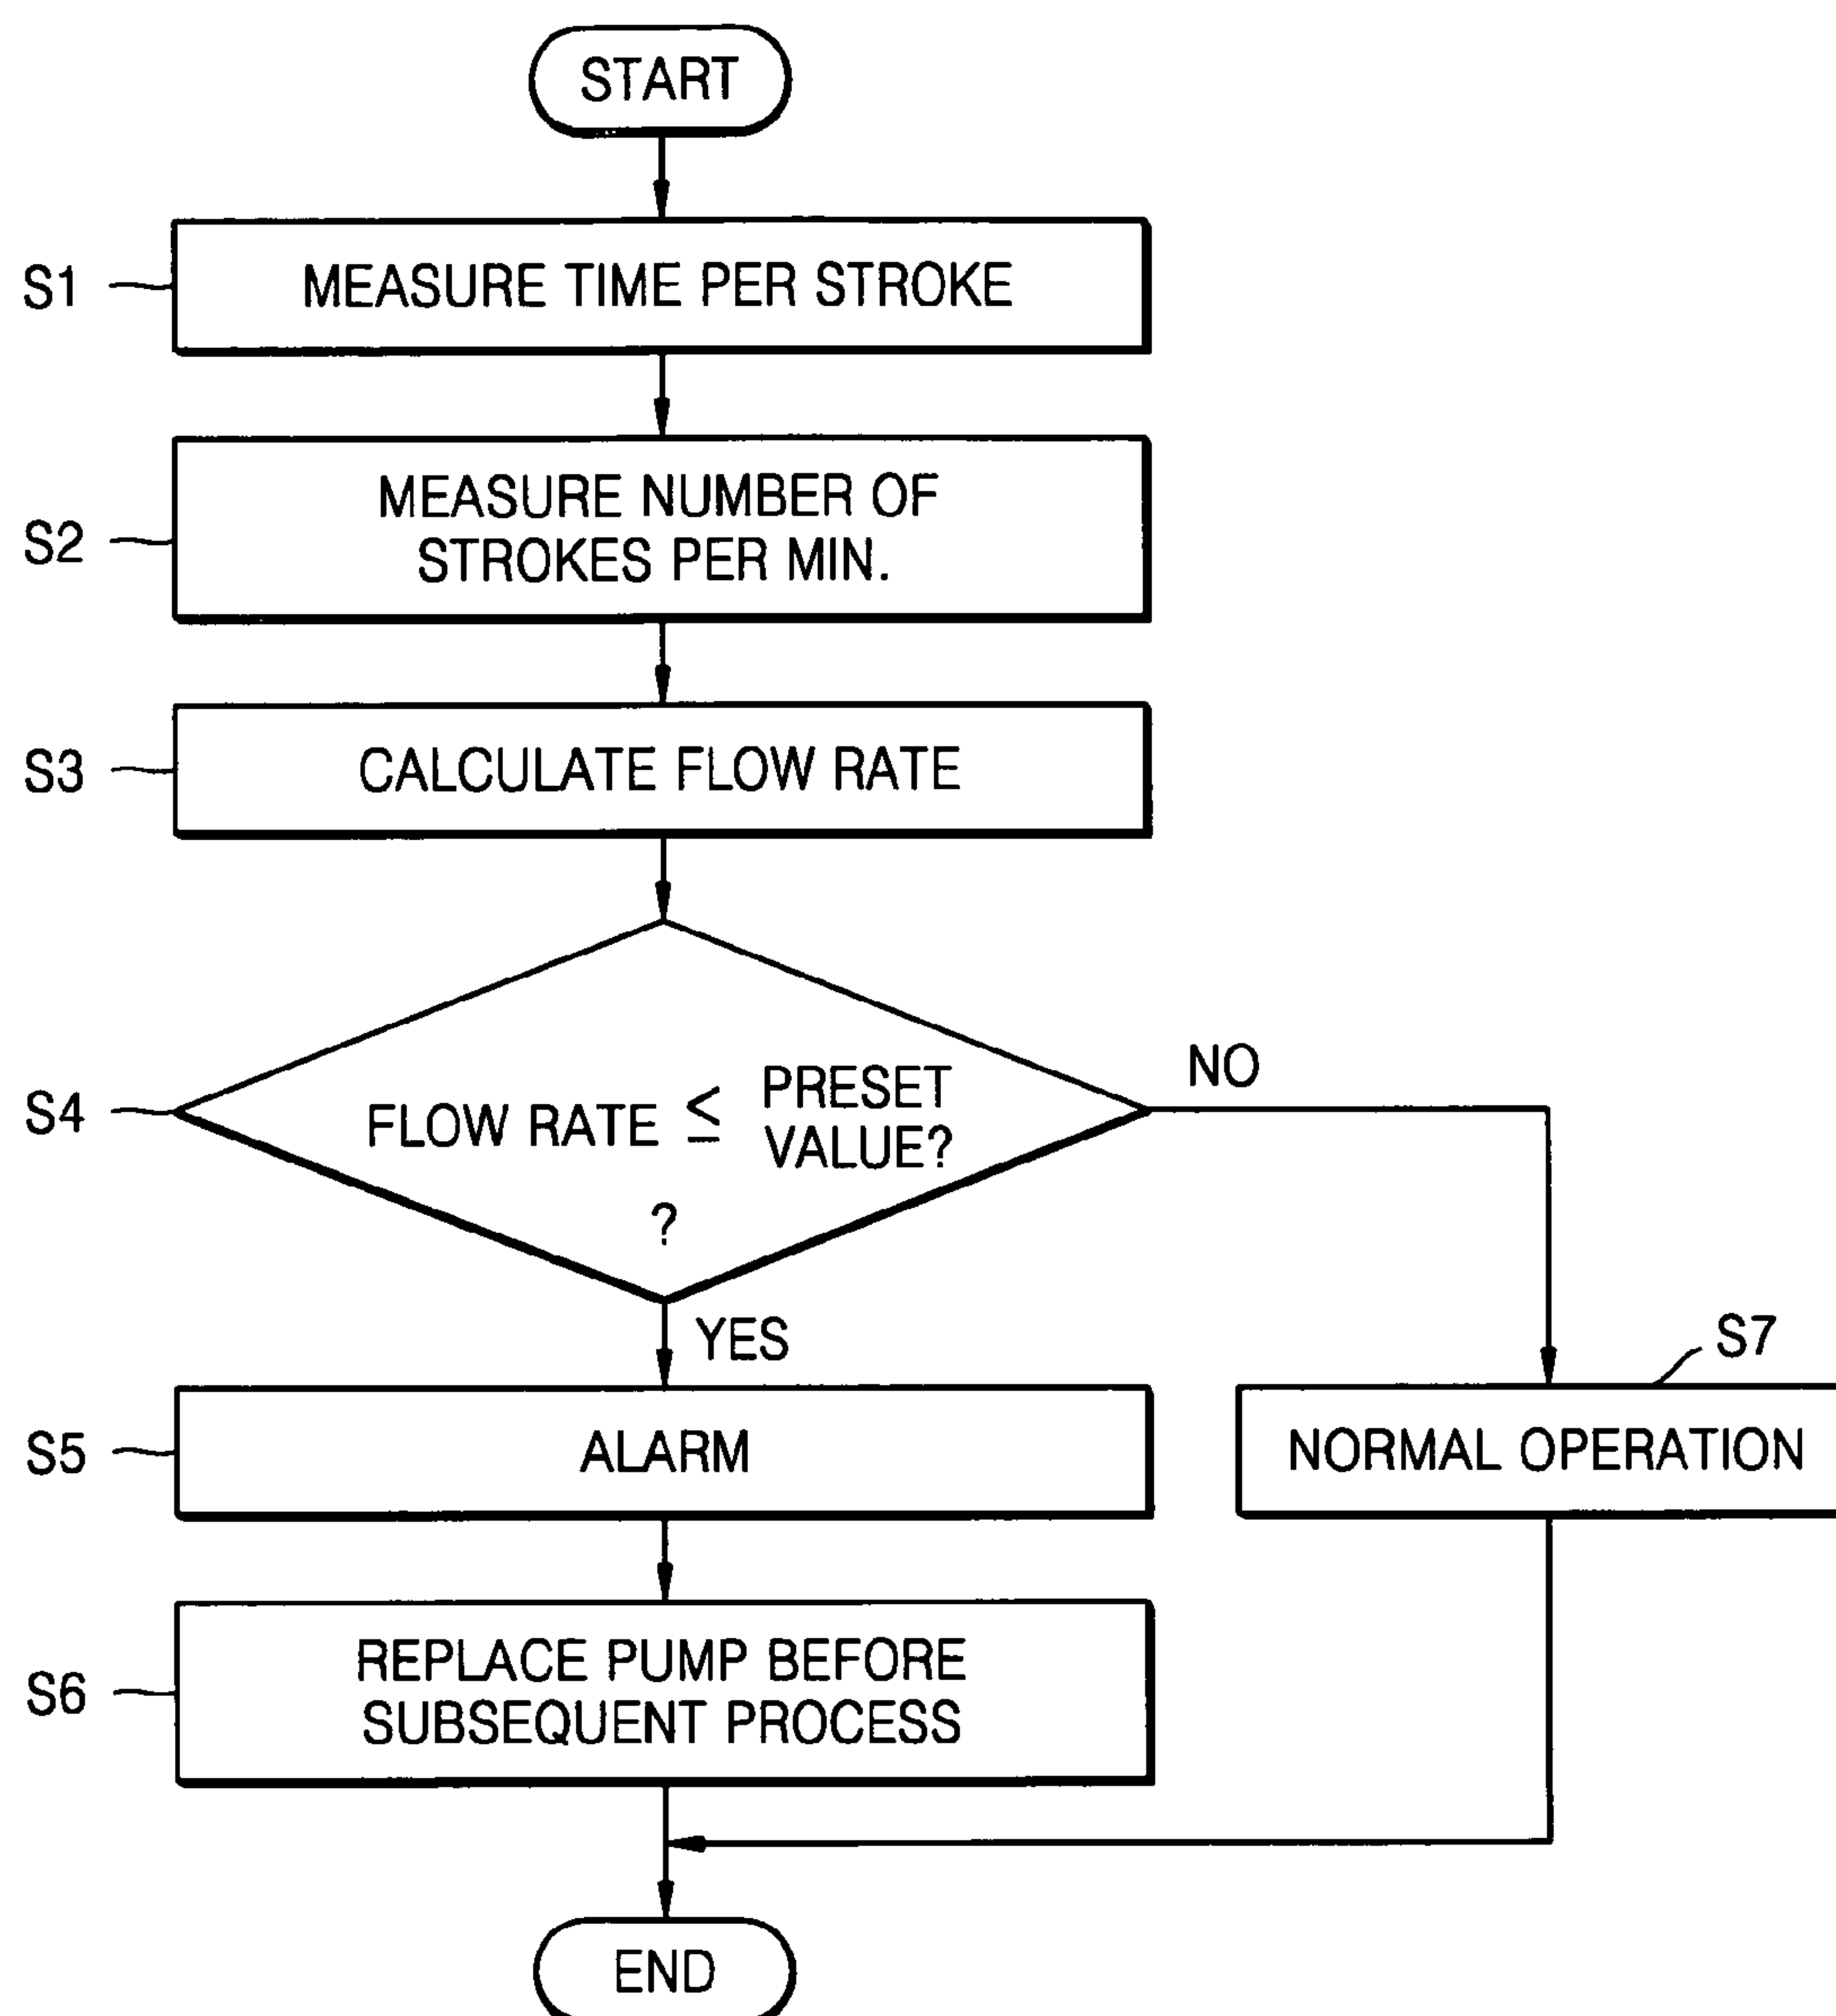 START
S1
MEASURE TIME PER STROKE
S2
MEASURE NUMBER OF
STROKES PER MIN.
S3
CALCULATE FLOW RATE
S4
FLOW RATE ≤ PRESET
VALUE?
?
NO
YES
S5
ALARM
S7
NORMAL OPERATION
S6
REPLACE PUMP BEFORE
SUBSEQUENT PROCESS
END